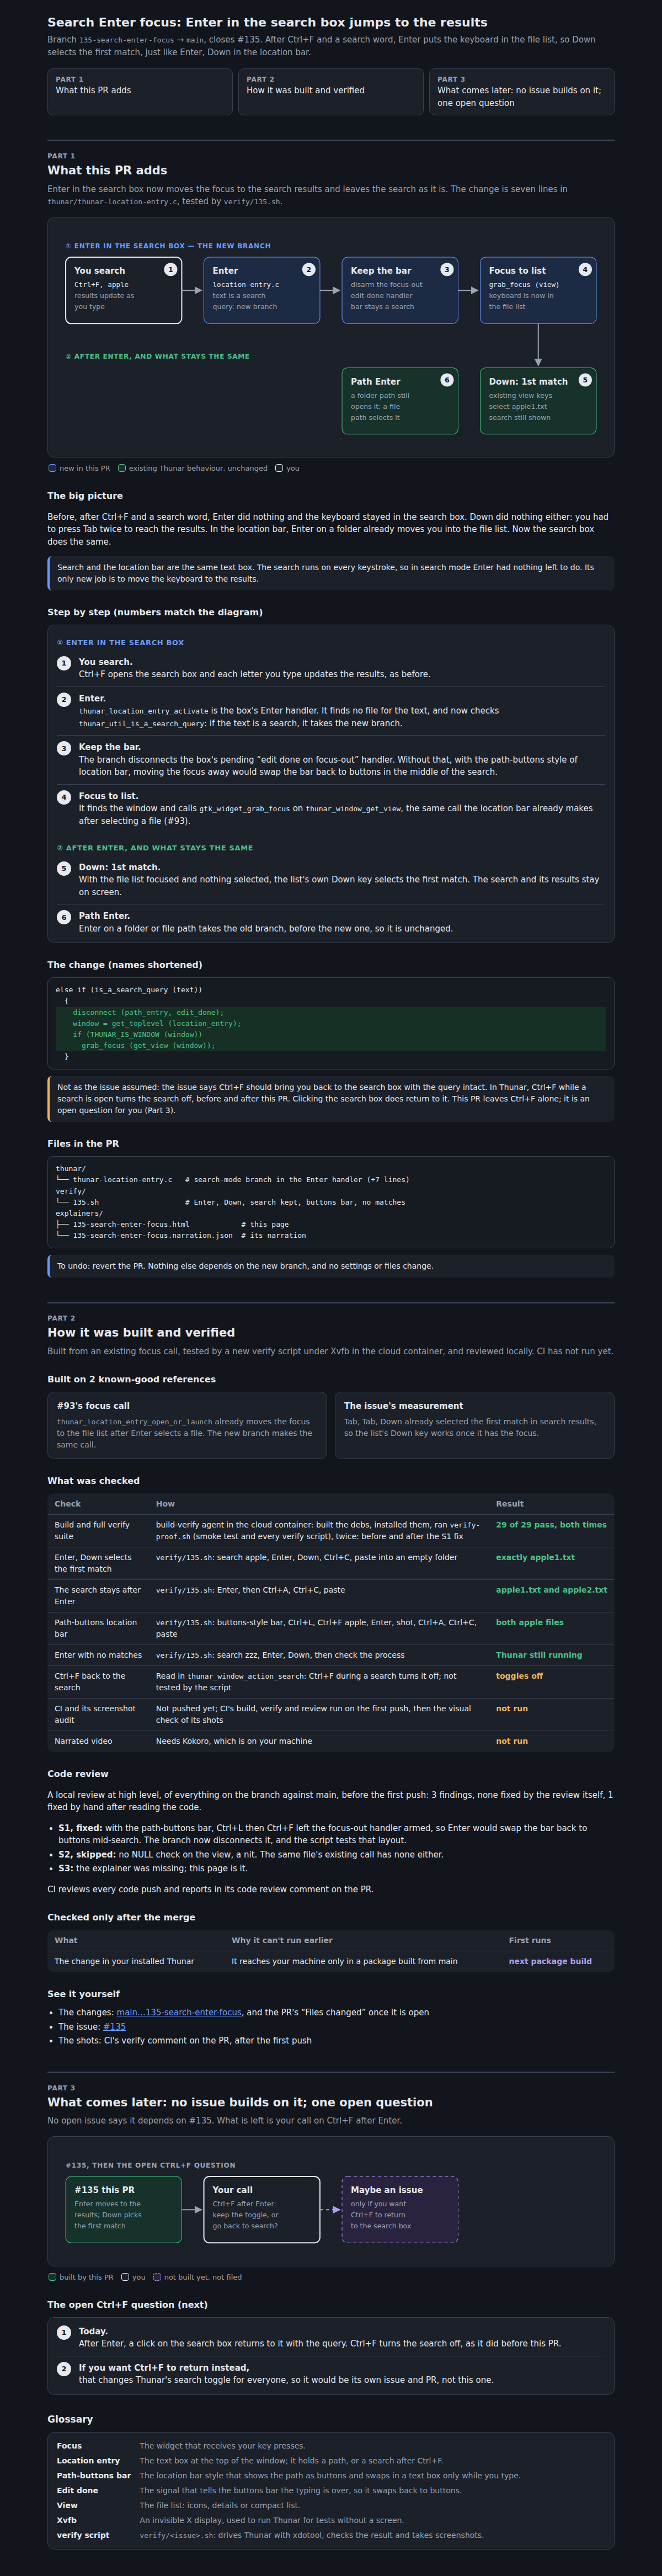 Search Enter focus: Enter in the search box jumps to the results
Branch 135-search-enter-focus → main, closes #135. After Ctrl+F and a search word, Enter puts the keyboard in the file list, so Down
selects the first match, just like Enter, Down in the location bar.
PART 1
What this PR adds
PART 2
How it was built and verified
PART 3
What comes later: no issue builds on it;
one open question
PART 1
What this PR adds
Enter in the search box now moves the focus to the search results and leaves the search as it is. The change is seven lines in
thunar/thunar-location-entry.c, tested by verify/135.sh.
① ENTER IN THE SEARCH BOX — THE NEW BRANCH
You search
1
Ctrl+F, apple
results update as
you type
Enter
2
location-entry.c
text is a search
query: new branch
Keep the bar
3
disarm the focus-out
edit-done handler
bar stays a search
Focus to list
4
grab_focus (view)
keyboard is now in
the file list
② AFTER ENTER, AND WHAT STAYS THE SAME
Path Enter
6
a folder path still
opens it; a file
path selects it
Down: 1st match
5
existing view keys
select apple1.txt
search still shown
new in this PR
existing Thunar behaviour, unchanged
you
The big picture
Before, after Ctrl+F and a search word, Enter did nothing and the keyboard stayed in the search box. Down did nothing either: you had
to press Tab twice to reach the results. In the location bar, Enter on a folder already moves you into the file list. Now the search box
does the same.
Search and the location bar are the same text box. The search runs on every keystroke, so in search mode Enter had nothing left to do. Its
only new job is to move the keyboard to the results.
Step by step (numbers match the diagram)
① ENTER IN THE SEARCH BOX
1
You search.
Ctrl+F opens the search box and each letter you type updates the results, as before.
2
Enter.
thunar_location_entry_activate is the box's Enter handler. It finds no file for the text, and now checks
thunar_util_is_a_search_query: if the text is a search, it takes the new branch.
3
Keep the bar.
The branch disconnects the box's pending “edit done on focus-out” handler. Without that, with the path-buttons style of
location bar, moving the focus away would swap the bar back to buttons in the middle of the search.
4
Focus to list.
It finds the window and calls gtk_widget_grab_focus on thunar_window_get_view, the same call the location bar already makes
after selecting a file (#93).
② AFTER ENTER, AND WHAT STAYS THE SAME
5
Down: 1st match.
With the file list focused and nothing selected, the list's own Down key selects the first match. The search and its results stay
on screen.
6
Path Enter.
Enter on a folder or file path takes the old branch, before the new one, so it is unchanged.
The change (names shortened)
else if (is_a_search_query (text))
{
disconnect (path_entry, edit_done);
window = get_toplevel (location_entry);
if (THUNAR_IS_WINDOW (window))
grab_focus (get_view (window));
}
Not as the issue assumed: the issue says Ctrl+F should bring you back to the search box with the query intact. In Thunar, Ctrl+F while a
search is open turns the search off, before and after this PR. Clicking the search box does return to it. This PR leaves Ctrl+F alone; it is an
open question for you (Part 3).
Files in the PR
thunar/
└── thunar-location-entry.c # search-mode branch in the Enter handler (+7 lines)
verify/
└── 135.sh # Enter, Down, search kept, buttons bar, no matches
explainers/
├── 135-search-enter-focus.html # this page
└── 135-search-enter-focus.narration.json # its narration
To undo: revert the PR. Nothing else depends on the new branch, and no settings or files change.
PART 2
How it was built and verified
Built from an existing focus call, tested by a new verify script under Xvfb in the cloud container, and reviewed locally. CI has not run yet.
Built on 2 known-good references
#93's focus call
thunar_location_entry_open_or_launch already moves the focus
to the file list after Enter selects a file. The new branch makes the
same call.
The issue's measurement
Tab, Tab, Down already selected the first match in search results,
so the list's Down key works once it has the focus.
What was checked
Check How Result
Build and full verify
suite
build-verify agent in the cloud container: built the debs, installed them, ran verify-
proof.sh (smoke test and every verify script), twice: before and after the S1 fix
29 of 29 pass, both times
Enter, Down selects
the first match
verify/135.sh: search apple, Enter, Down, Ctrl+C, paste into an empty folder
exactly apple1.txt
The search stays after
Enter
verify/135.sh: Enter, then Ctrl+A, Ctrl+C, paste
apple1.txt and apple2.txt
Path-buttons location
bar
verify/135.sh: buttons-style bar, Ctrl+L, Ctrl+F apple, Enter, shot, Ctrl+A, Ctrl+C,
paste
both apple files
Enter with no matches
verify/135.sh: search zzz, Enter, Down, then check the process
Thunar still running
Ctrl+F back to the
search
Read in thunar_window_action_search: Ctrl+F during a search turns it off; not
tested by the script
toggles off
CI and its screenshot
audit
Not pushed yet; CI's build, verify and review run on the first push, then the visual
check of its shots
not run
Narrated video
Needs Kokoro, which is on your machine
not run
Code review
A local review at high level, of everything on the branch against main, before the first push: 3 findings, none fixed by the review itself, 1
fixed by hand after reading the code.
• S1, fixed: with the path-buttons bar, Ctrl+L then Ctrl+F left the focus-out handler armed, so Enter would swap the bar back to
buttons mid-search. The branch now disconnects it, and the script tests that layout.
• S2, skipped: no NULL check on the view, a nit. The same file's existing call has none either.
• S3: the explainer was missing; this page is it.
CI reviews every code push and reports in its code review comment on the PR.
Checked only after the merge
What Why it can't run earlier First runs
The change in your installed Thunar It reaches your machine only in a package built from main next package build
See it yourself
• The changes: main...135-search-enter-focus, and the PR's “Files changed” once it is open
• The issue: #135
• The shots: CI's verify comment on the PR, after the first push
PART 3
What comes later: no issue builds on it; one open question
No open issue says it depends on #135. What is left is your call on Ctrl+F after Enter.
#135, THEN THE OPEN CTRL+F QUESTION
#135 this PR
Enter moves to the
results; Down picks
the first match
Your call
Ctrl+F after Enter:
keep the toggle, or
go back to search?
Maybe an issue
only if you want
Ctrl+F to return
to the search box
built by this PR
you
not built yet, not filed
The open Ctrl+F question (next)
1
Today.
After Enter, a click on the search box returns to it with the query. Ctrl+F turns the search off, as it did before this PR.
2
If you want Ctrl+F to return instead,
that changes Thunar's search toggle for everyone, so it would be its own issue and PR, not this one.
Glossary
Focus The widget that receives your key presses.
Location entry The text box at the top of the window; it holds a path, or a search after Ctrl+F.
Path-buttons bar The location bar style that shows the path as buttons and swaps in a text box only while you type.
Edit done The signal that tells the buttons bar the typing is over, so it swaps back to buttons.
View The file list: icons, details or compact list.
Xvfb An invisible X display, used to run Thunar for tests without a screen.
verify script verify/<issue>.sh: drives Thunar with xdotool, checks the result and takes screenshots.